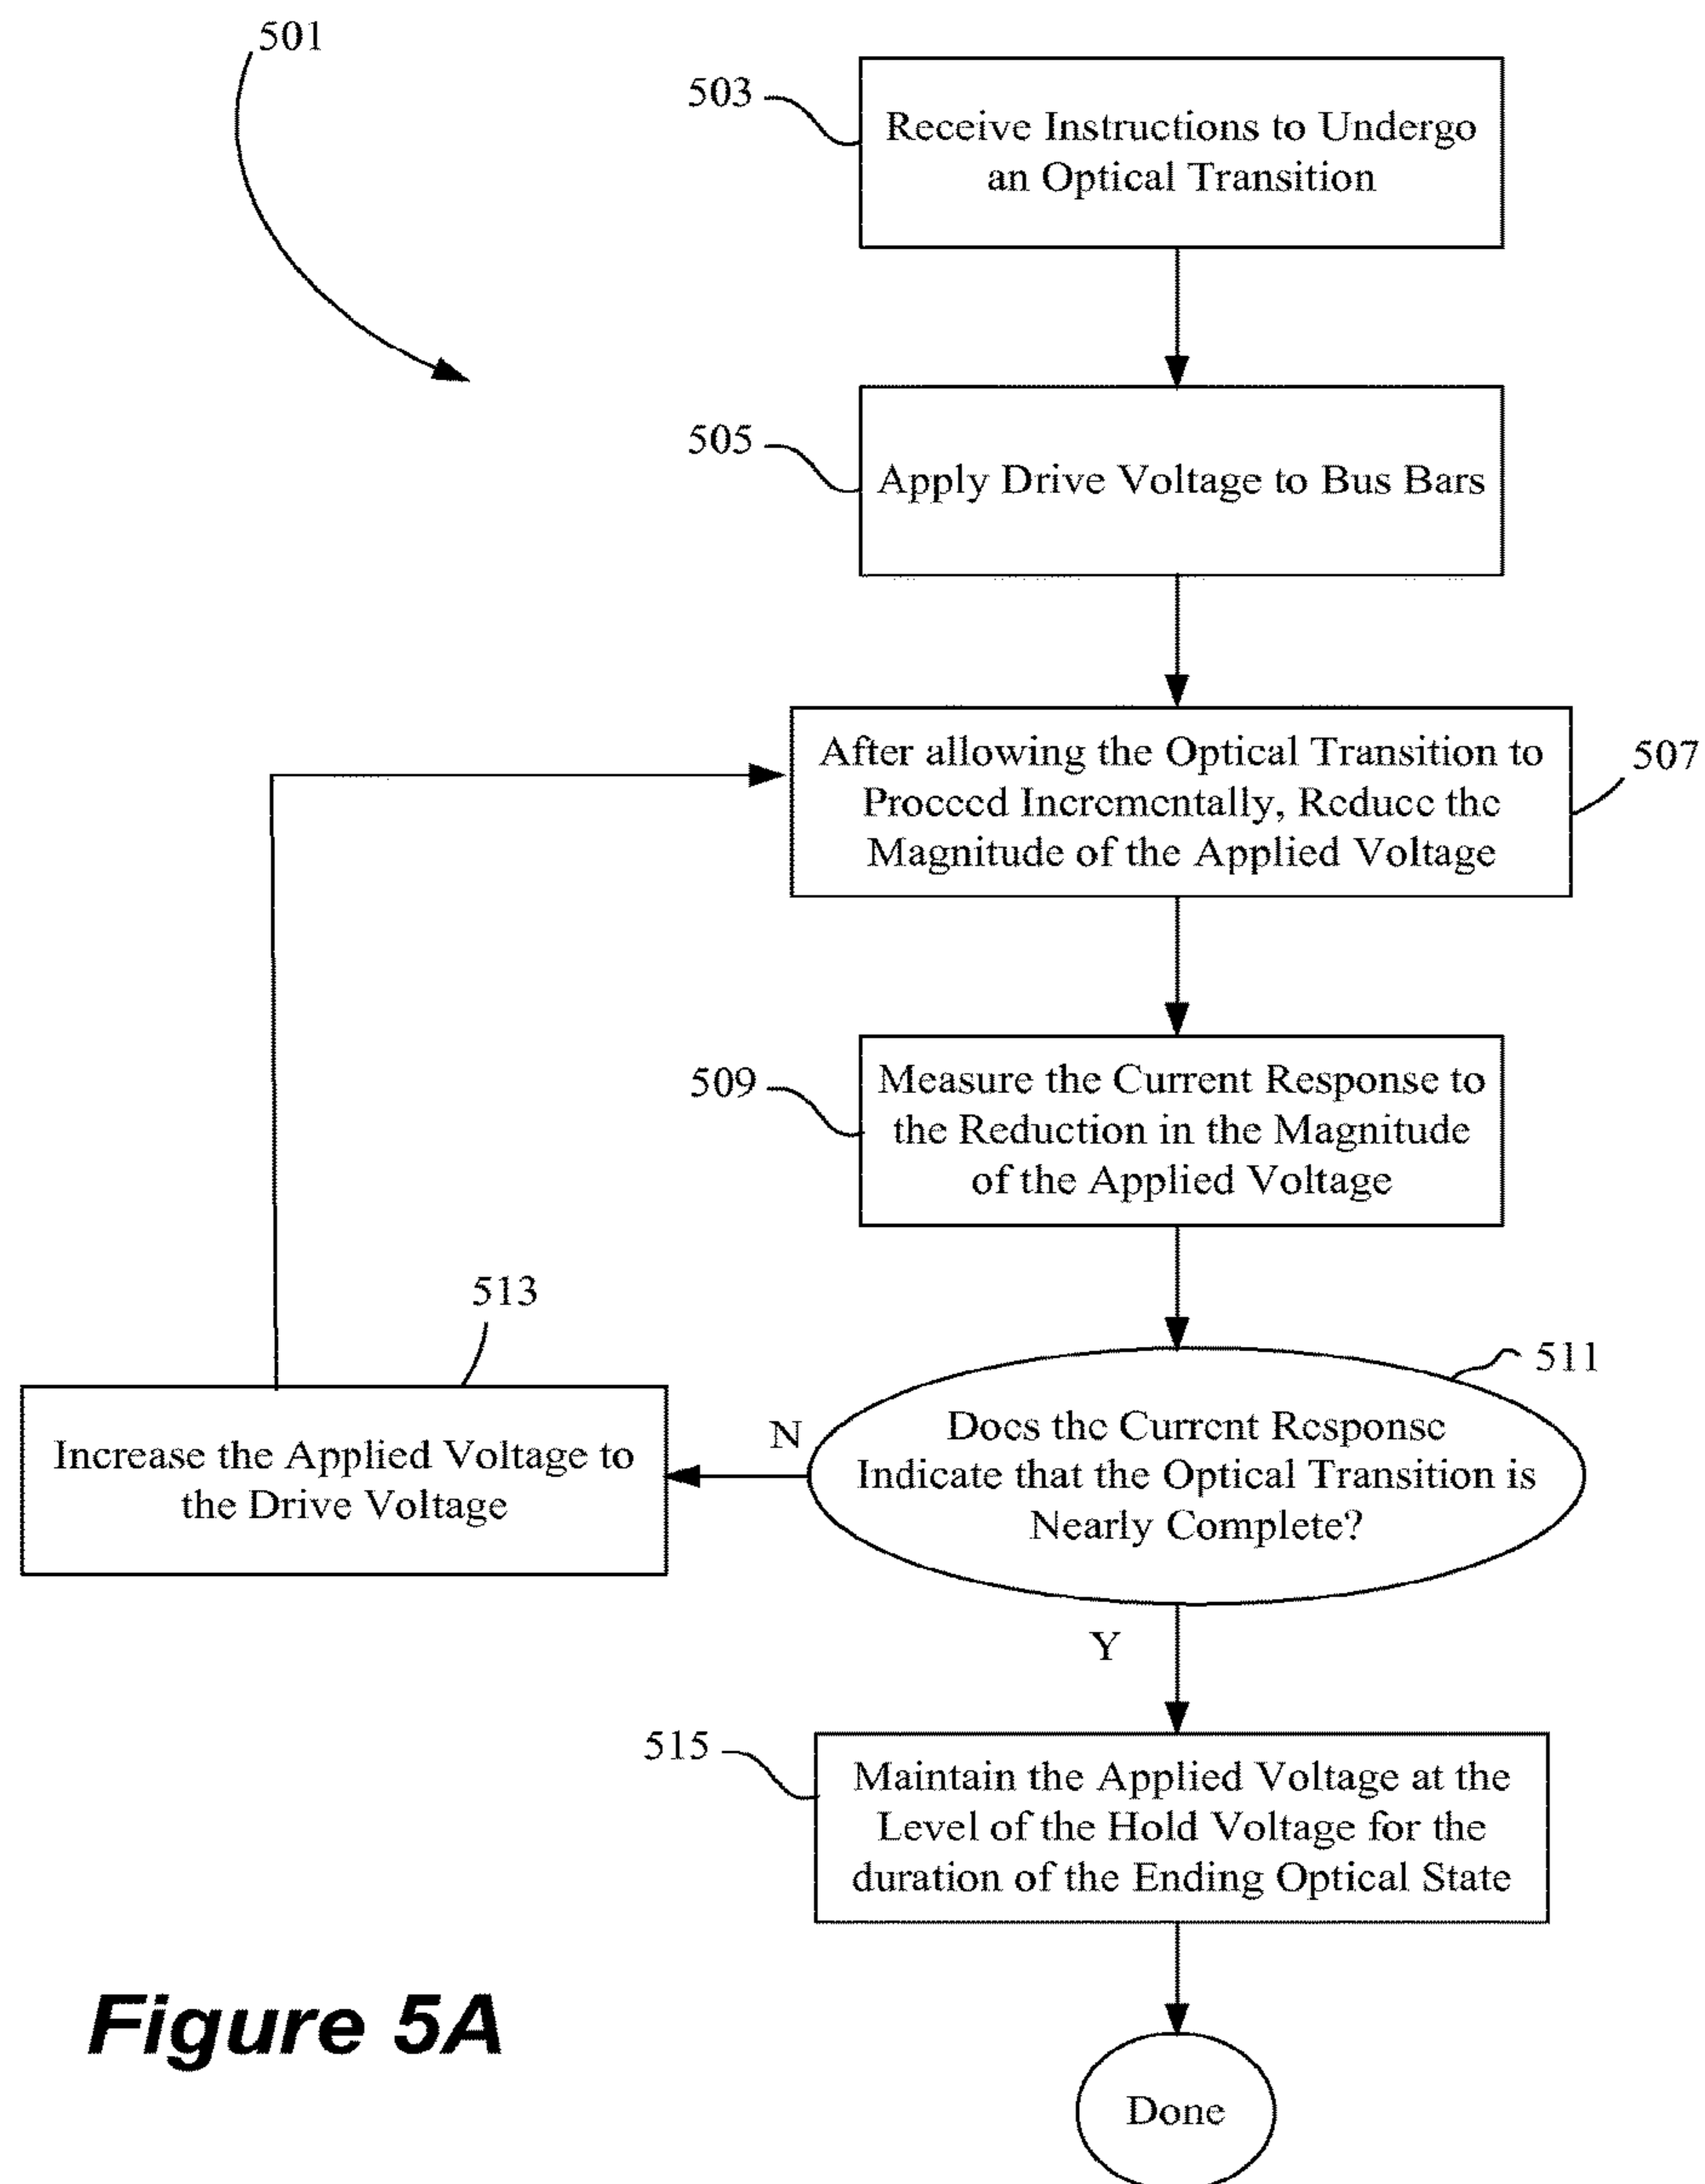 501
503
Receive Instructions to Undergo
an Optical Transition
505
Apply Drive Voltage to Bus Bars
After allowing the Optical Transition to
Proceed Incrementally, Reduce the
Magnitude of the Applied Voltage
507
509
Measure the Current Response to
the Reduction in the Magnitude
of the Applied Voltage
513
511
Increase the Applied Voltage to
the Drive Voltage
N
Does the Current Response
Indicate that the Optical Transition is
Nearly Complete?
Y
515
Maintain the Applied Voltage at the
Level of the Hold Voltage for the
duration of the Ending Optical State
Figure 5A
Done